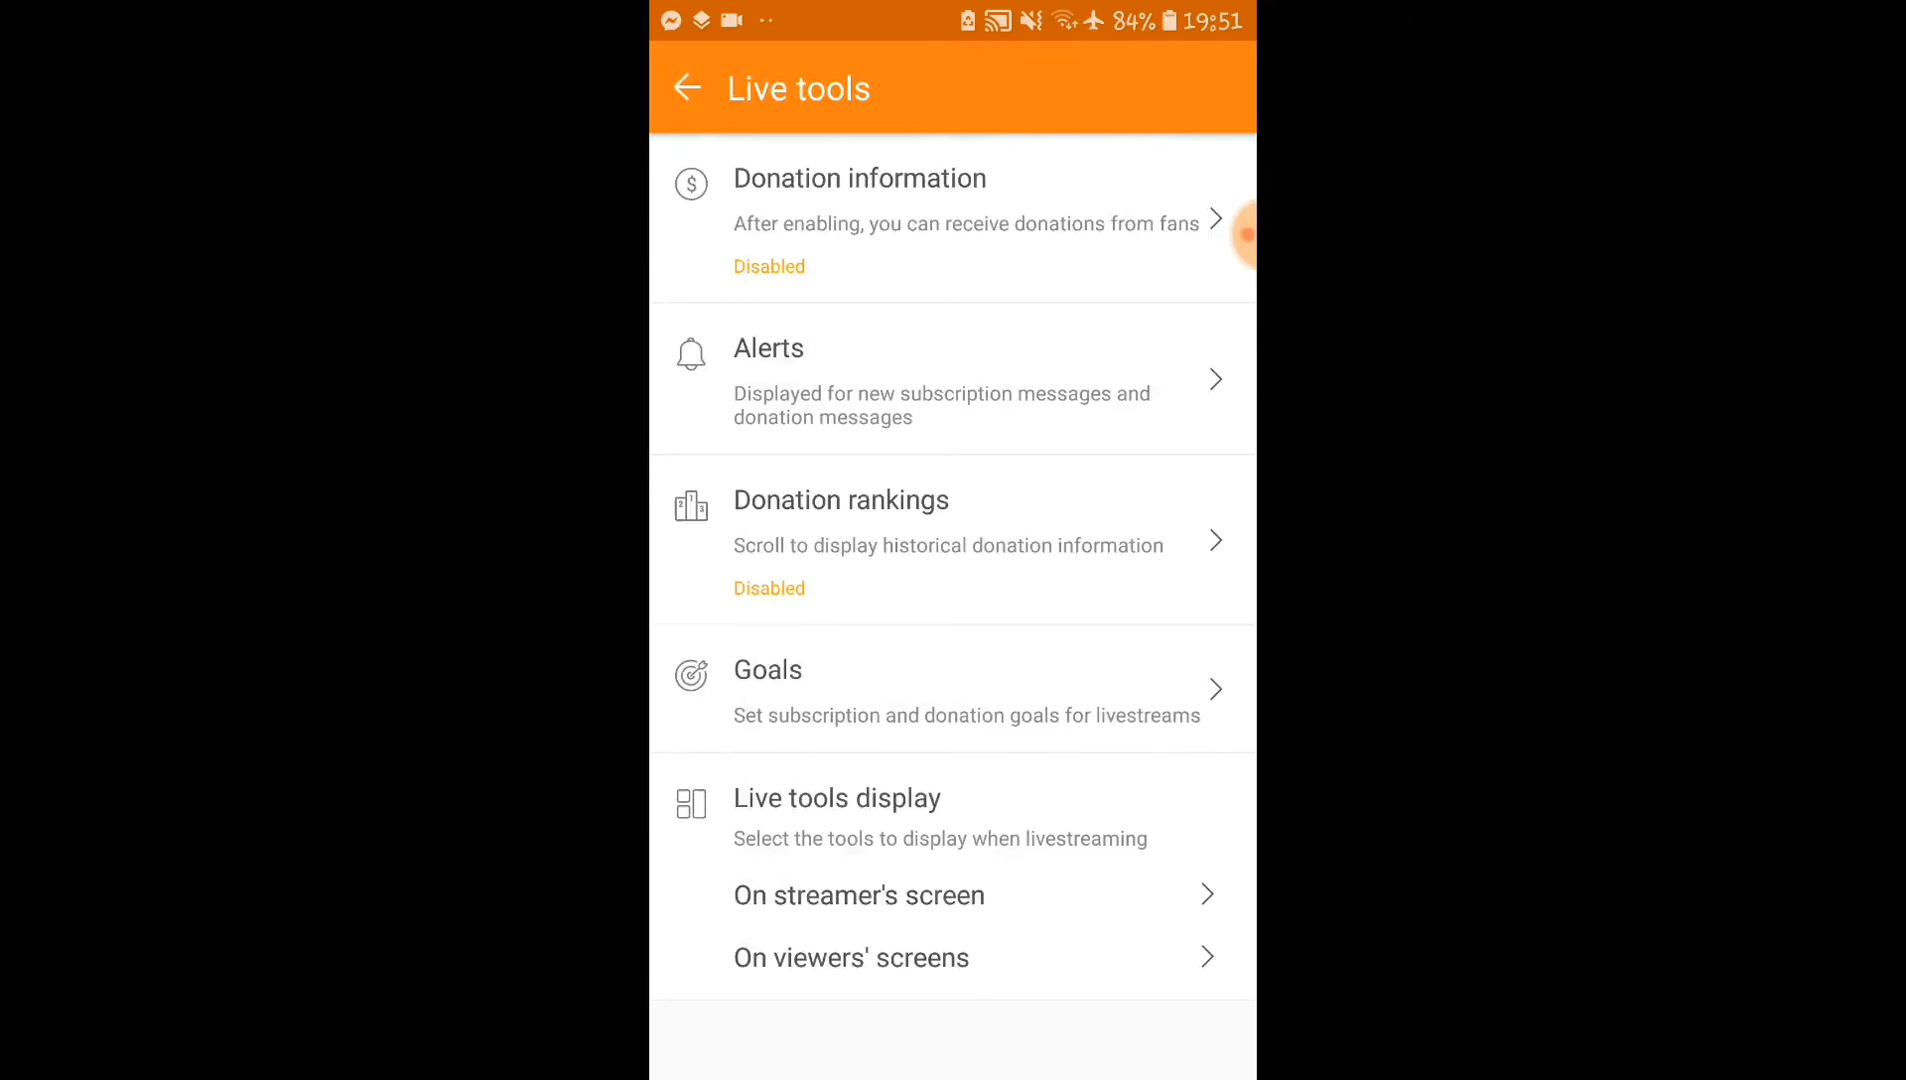 84% 19:51
Live tools
Donation information
After enabling, you can receive donations from fans
Disabled
Alerts
Displayed for new subscription messages and
donation messages
Donation rankings
Scroll to display historical donation information
Disabled
Goals
Set subscription and donation goals for livestreams
Live tools display
Select the tools to display when livestreaming
On streamer's screen
On viewers' screens